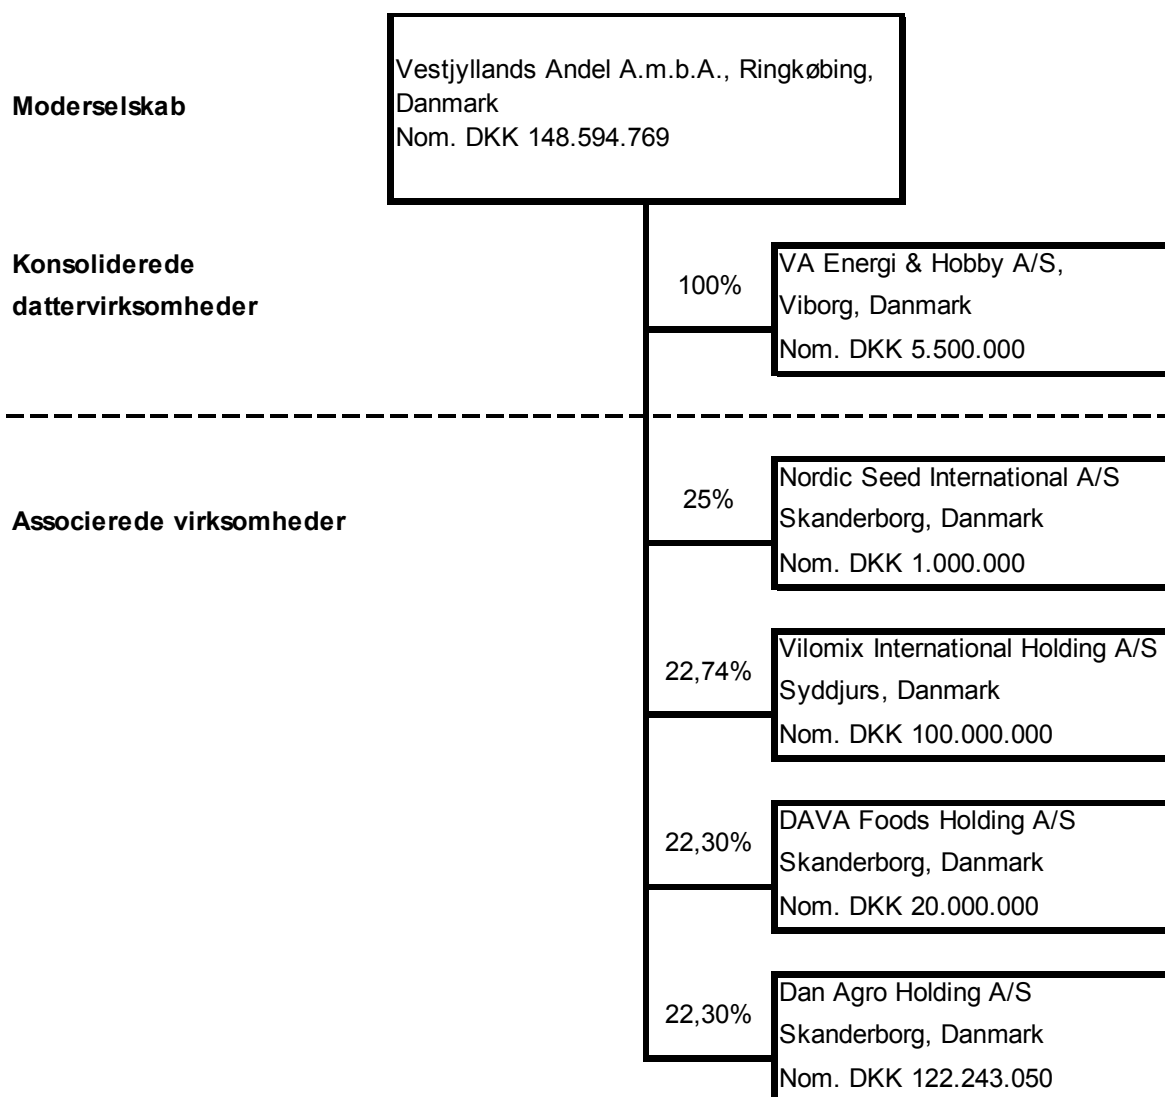 Moderselskab
Vestjyllands Andel A.m.b.A., Ringkøbing,
Danmark
Nom. DKK 148.594.769
Konsoliderede
dattervirksomheder
100%
VA Energi & Hobby A/S,
Viborg, Danmark
Nom. DKK 5.500.000
Associerede virksomheder
25%
Nordic Seed International A/S
Skanderborg, Danmark
Nom. DKK 1.000.000
22,74%
Vilomix International Holding A/S
Syddjurs, Danmark
Nom. DKK 100.000.000
22,30%
DAVA Foods Holding A/S
Skanderborg, Danmark
Nom. DKK 20.000.000
22,30%
Dan Agro Holding A/S
Skanderborg, Danmark
Nom. DKK 122.243.050